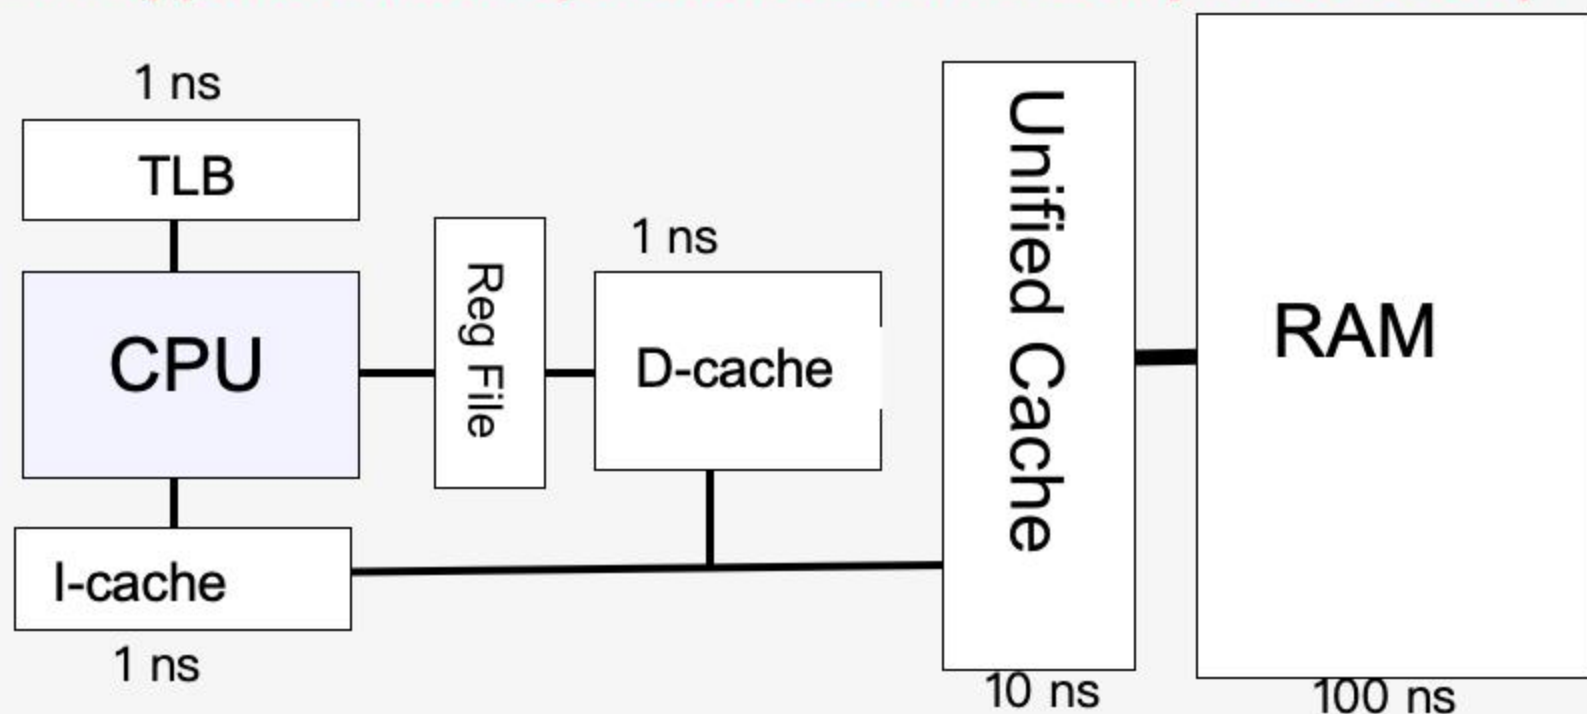 1 ns
TLB
CPU
Reg File
1 ns
D-cache
I-cache
1 ns
Unified Cache
10 ns
RAM
100 ns